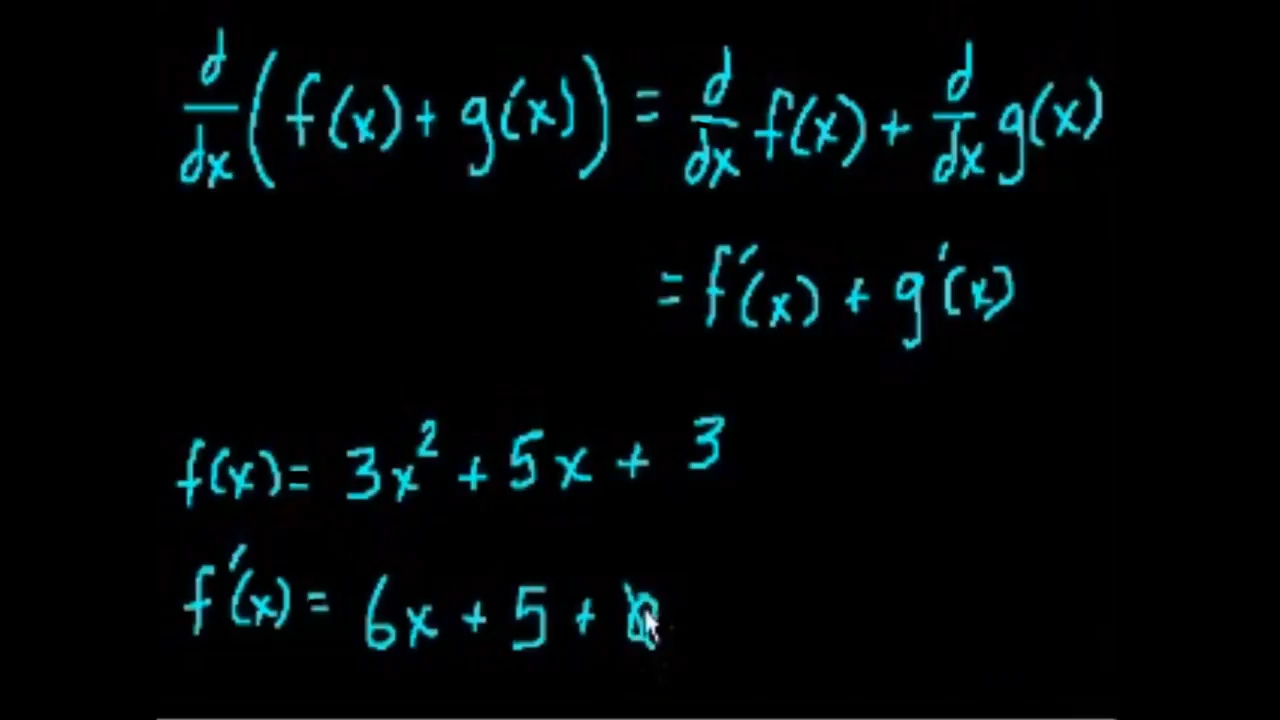 d/dx (f(x) + g(x)) = d/dx f(x) + d/dx g(x)
= f'(x) + g'(x)
f(x) = 3x² + 5x + 3
f'(x) = 6x + 5 +